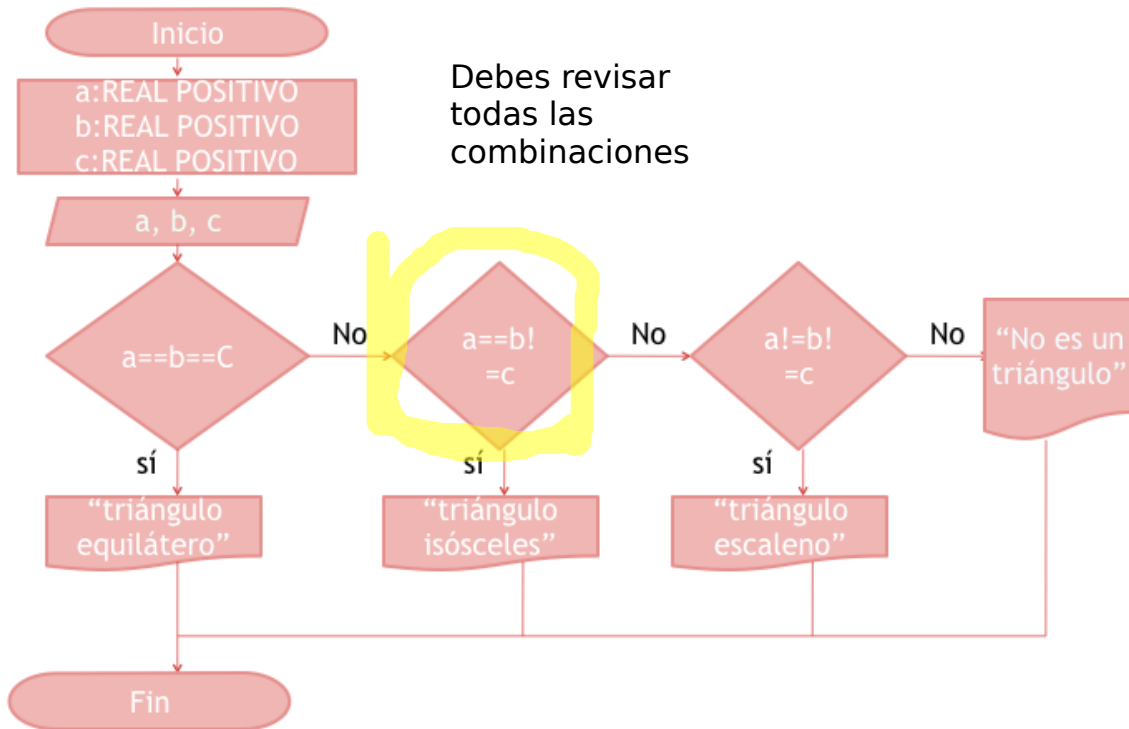 Inicio
Debes revisar
todas las
combinaciones
a:REAL POSITIVO
b:REAL POSITIVO
c:REAL POSITIVO
a, b, c
a==b==C
No
a==b!
=c
No
a!=b!
=c
No
“No es un
triángulo”
sí
sí
sí
“triángulo
equilátero”
“triángulo
isósceles”
“triángulo
escaleno”
Fin